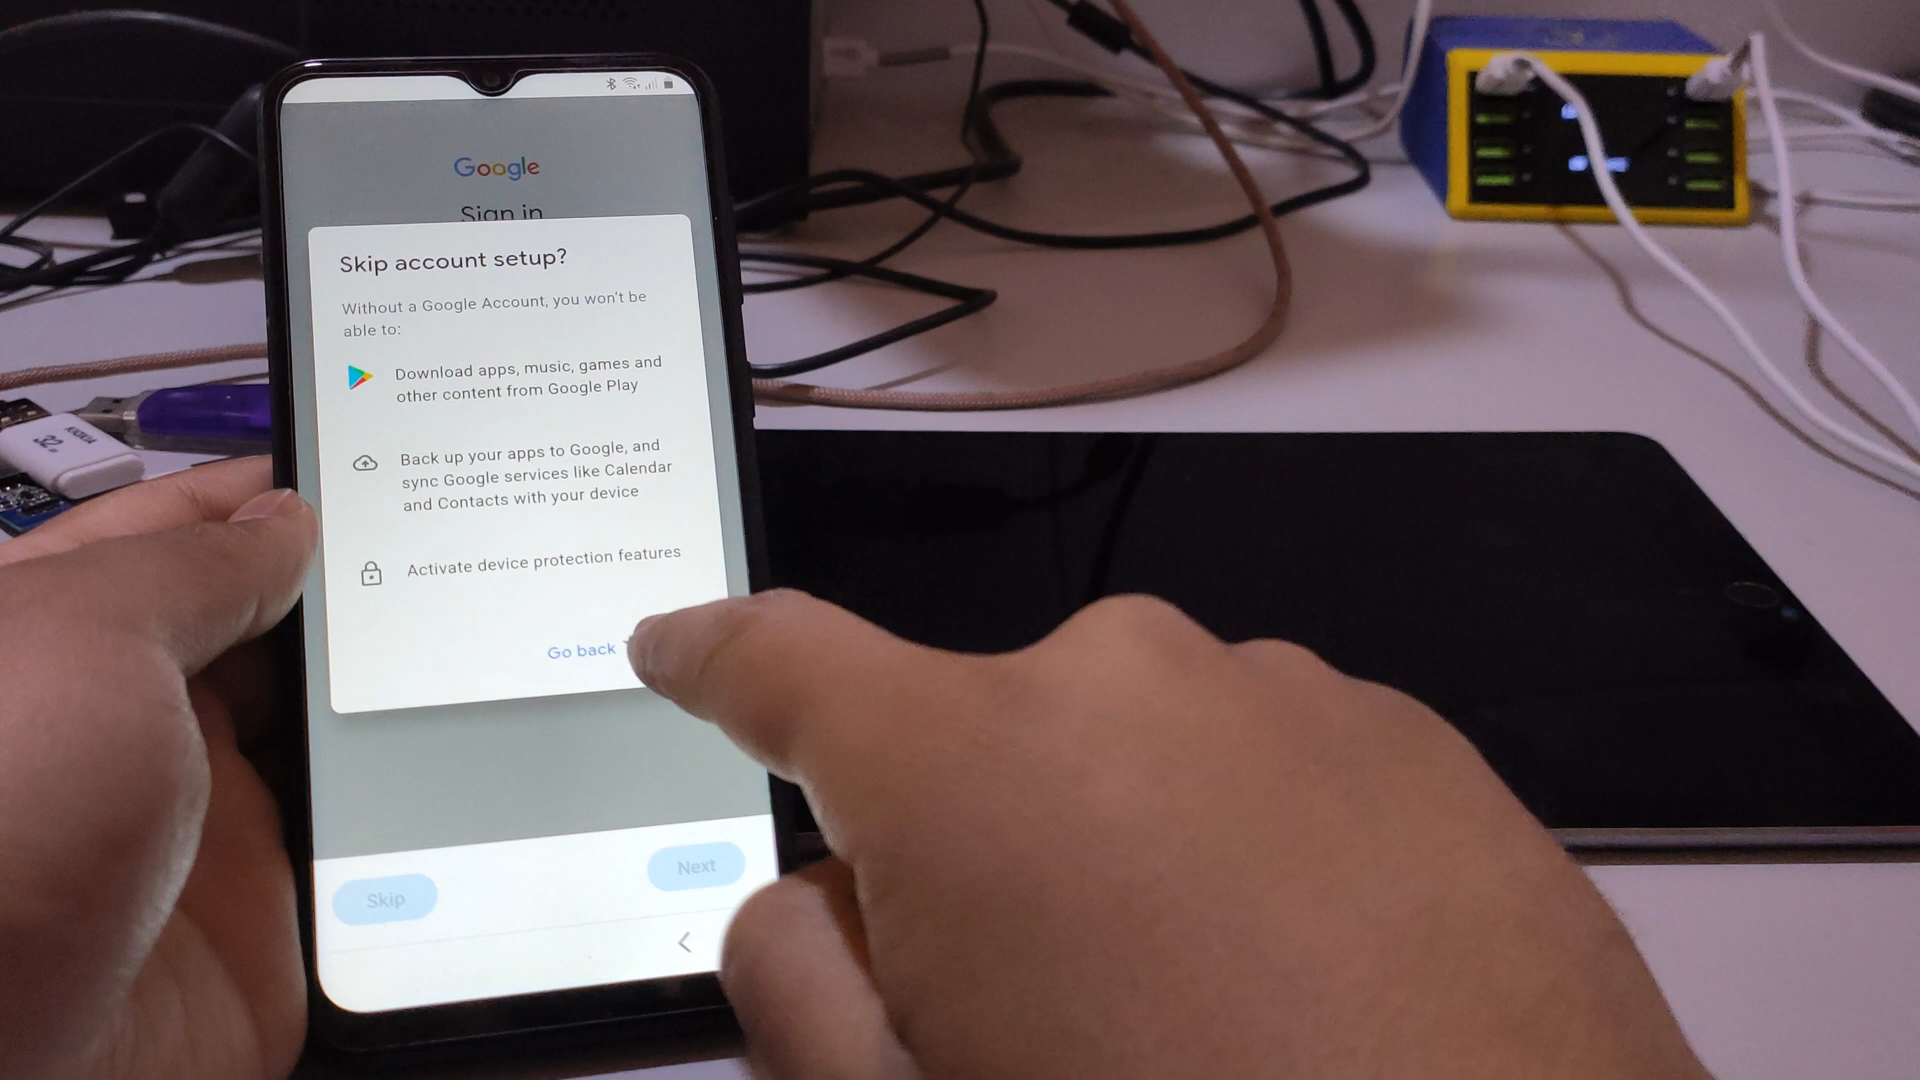 Google
Sign in
Skip account setup?
Without a Google Account, you won't be
able to:
Download apps, music, games and
other content from Google Play
Back up your apps to Google, and
sync Google services like Calendar
and Contacts with your device
Activate device protection features
Go back
Skip
Next
KIOXIA
32